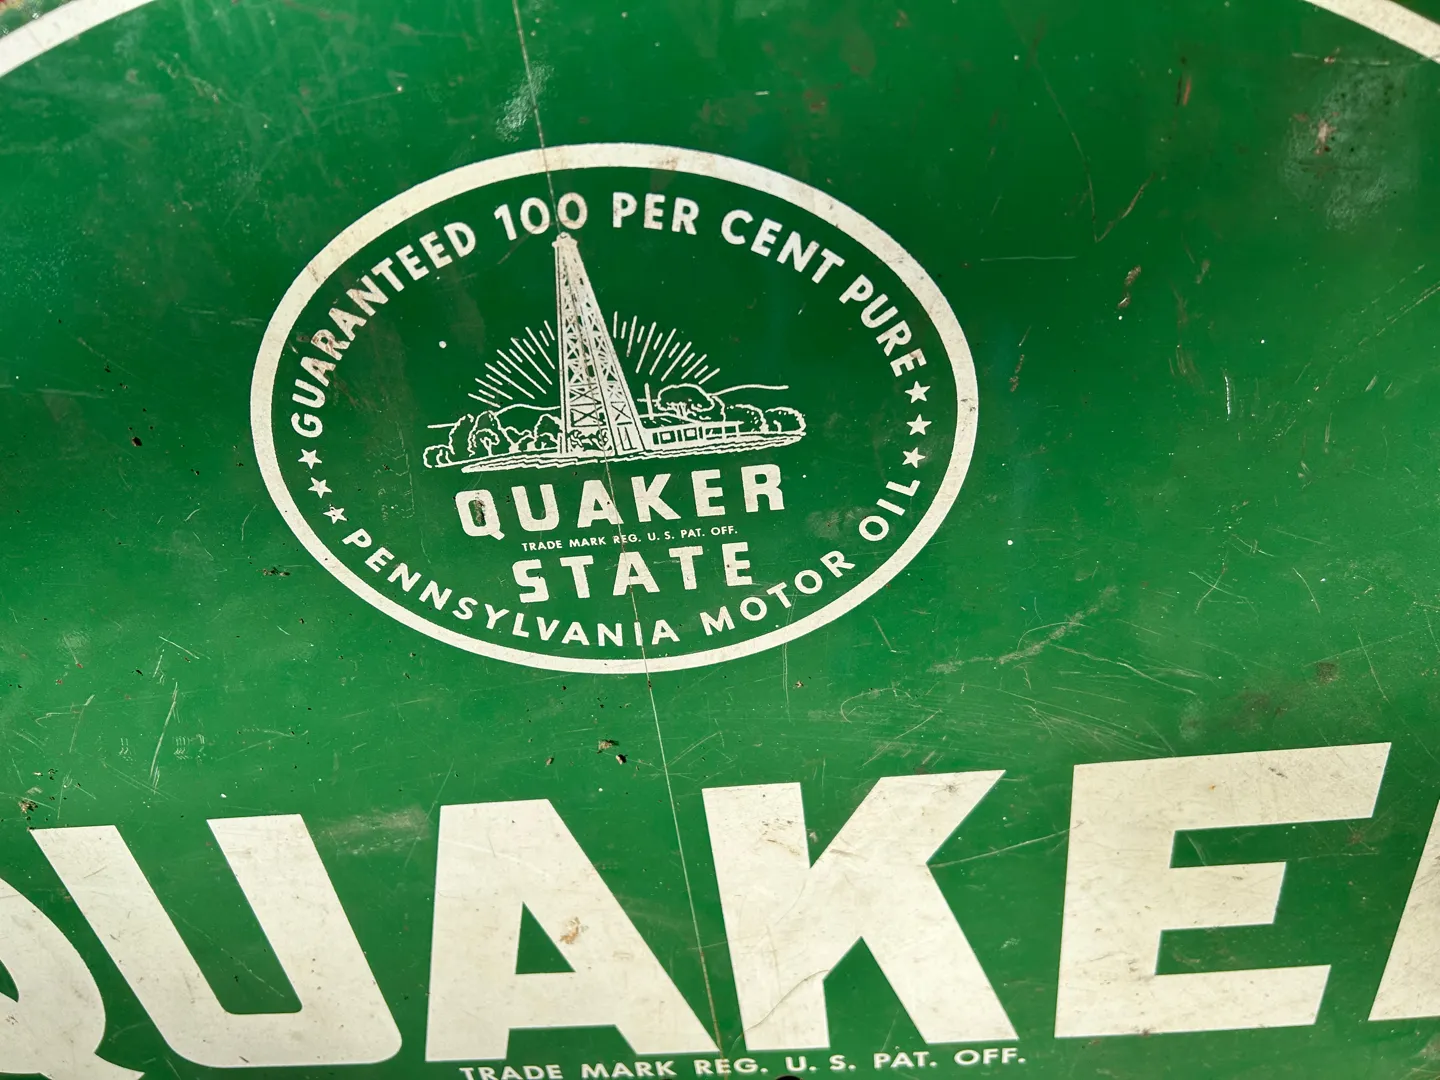 GUARANTEED 100 PER CENT PURE
QUAKER
TRADE MARK REG. U. S. PAT. OFF.
STATE
PENNSYLVANIA MOTOR OIL
QUAKE
TRADE MARK REG. U. S. PAT. OFF.